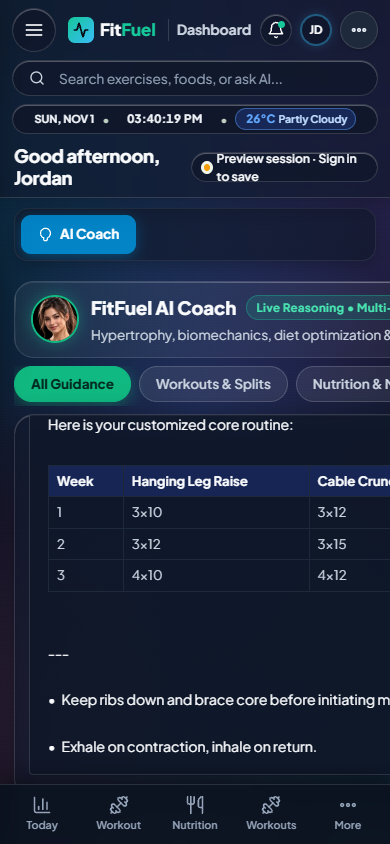 FitFuel Dashboard JD
Search exercises, foods, or ask AI...
SUN, NOV 1 • 03:40:19 PM • 26°C Partly Cloudy
Good afternoon,
Jordan
Preview session · Sign in
to save
AI Coach
FitFuel AI Coach Live Reasoning • Multi-
Hypertrophy, biomechanics, diet optimization &
All Guidance Workouts & Splits Nutrition &
Here is your customized core routine:
Week Hanging Leg Raise Cable
1 3×10 3×12
2 3×12 3×15
3 4×10 4×12
---
• Keep ribs down and brace core before initiating
• Exhale on contraction, inhale on return.
Today Workout Nutrition Workouts More